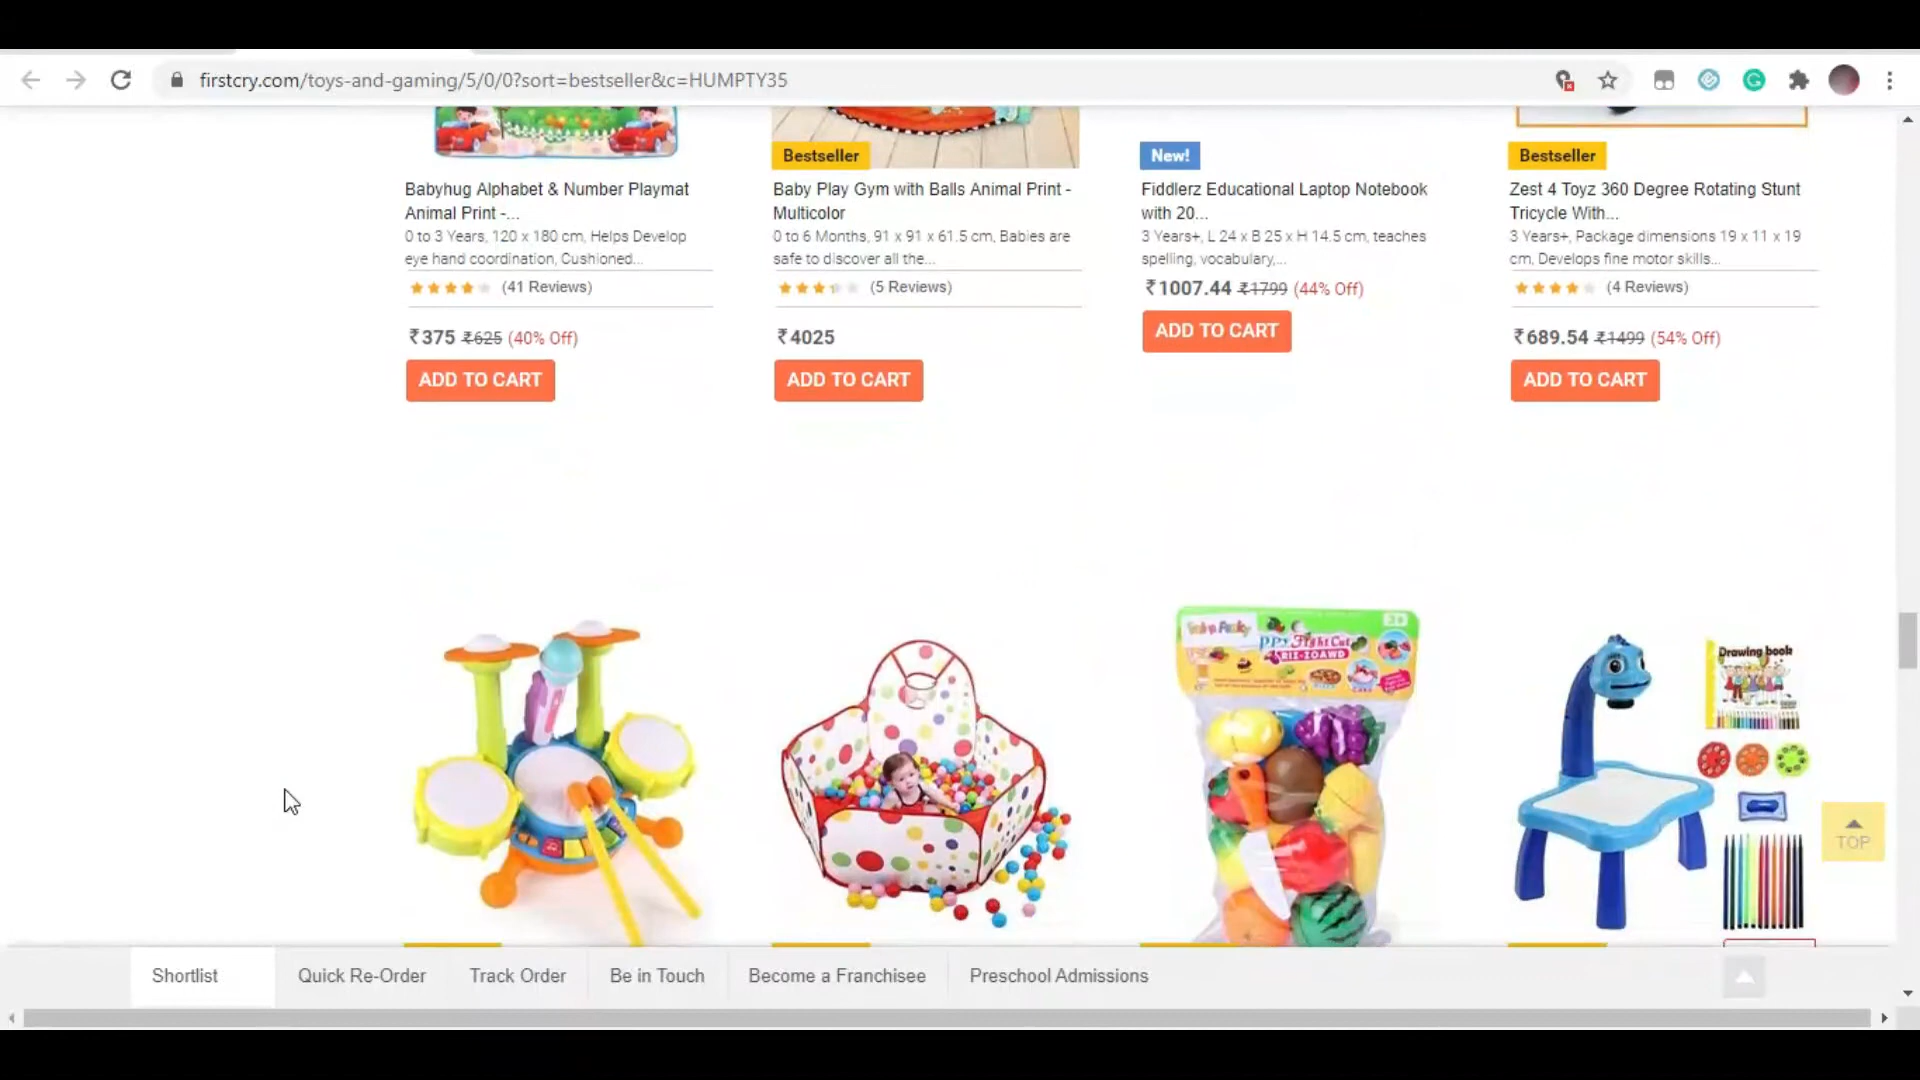 firstcry.com/toys-and-gaming/5/0/0?sort=bestseller&c=HUMPTY35
Bestseller
New!
Bestseller
Babyhug Alphabet & Number Playmat
Animal Print -...
0 to 3 Years, 120 x 180 cm, Helps Develop
eye hand coordination, Cushioned...
(41 Reviews)
₹375 ₹625 (40% Off)
ADD TO CART
Baby Play Gym with Balls Animal Print -
Multicolor
0 to 6 Months, 91 x 91 x 61.5 cm, Babies are
safe to discover all the...
(5 Reviews)
₹4025
ADD TO CART
Fiddlerz Educational Laptop Notebook
with 20...
3 Years+, L 24 x B 25 x H 14.5 cm, teaches
spelling, vocabulary,...
₹1007.44 ₹1799 (44% Off)
ADD TO CART
Zest 4 Toyz 360 Degree Rotating Stunt
Tricycle With...
3 Years+, Package dimensions 19 x 11 x 19
cm, Develops fine motor skills...
(4 Reviews)
₹689.54 ₹1499 (54% Off)
ADD TO CART
Drawing book
TOP
Shortlist
Quick Re-Order
Track Order
Be in Touch
Become a Franchisee
Preschool Admissions